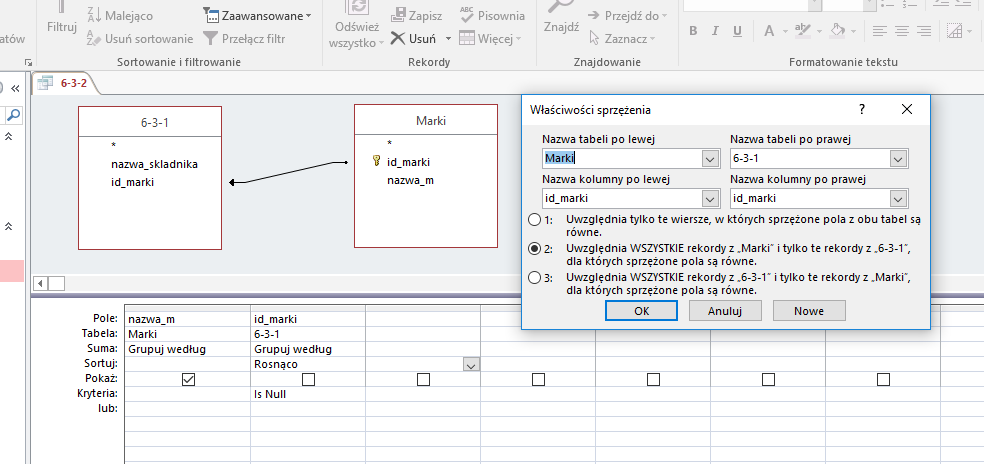 atów
Filtruj
Malejąco
Usuń sortowanie
Zaawansowane
Przełącz filtr
Sortowanie i filtrowanie
Odśwież
wszystko
Zapisz
Usuń
Pisownia
Więcej
Rekordy
Znajdź
Przejdź do
Zaznacz
Znajdowanie
B I U A
Formatowanie tekstu
6-3-2
6-3-1
*
nazwa_skladnika
id_marki
Marki
*
id_marki
nazwa_m
Właściwości sprzężenia
?
Nazwa tabeli po lewej
Nazwa tabeli po prawej
Marki
6-3-1
Nazwa kolumny po lewej
Nazwa kolumny po prawej
id_marki
id_marki
1: Uwzględnia tylko te wiersze, w których sprzężone pola z obu tabel są
równe.
2: Uwzględnia WSZYSTKIE rekordy z „Marki” i tylko te rekordy z „6-3-1”,
dla których sprzężone pola są równe.
3: Uwzględnia WSZYSTKIE rekordy z „6-3-1” i tylko te rekordy z „Marki”,
dla których sprzężone pola są równe.
OK
Anuluj
Nowe
Pole: nazwa_m id_marki
Tabela: Marki 6-3-1
Suma: Grupuj według Grupuj według
Sortuj: Rosnąco
Pokaż:
Kryteria: Is Null
lub: